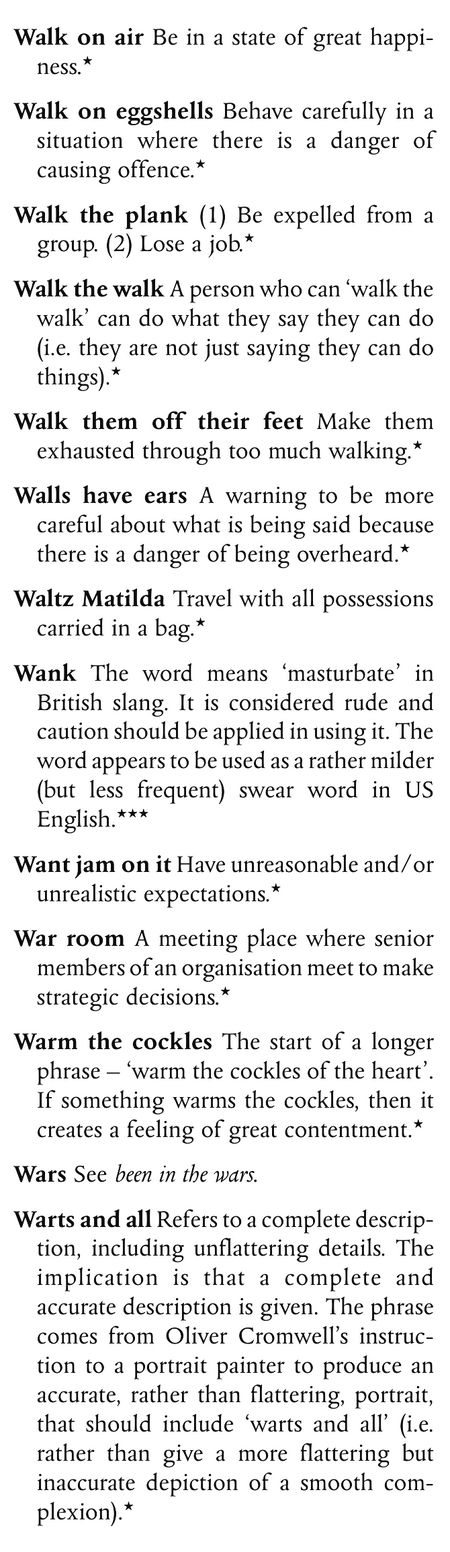 Walk on air Be in a state of great happi-
ness.★
Walk on eggshells Behave carefully in a
situation where there is a danger of
causing offence.★
Walk the plank (1) Be expelled from a
group. (2) Lose a job.★
Walk the walk A person who can ‘walk the
walk’ can do what they say they can do
(i.e. they are not just saying they can do
things).★
Walk them off their feet Make them
exhausted through too much walking.★
Walls have ears A warning to be more
careful about what is being said because
there is a danger of being overheard.★
Waltz Matilda Travel with all possessions
carried in a bag.★
Wank The word means ‘masturbate’ in
British slang. It is considered rude and
caution should be applied in using it. The
word appears to be used as a rather milder
(but less frequent) swear word in US
English.★★★
Want jam on it Have unreasonable and/or
unrealistic expectations.★
War room A meeting place where senior
members of an organisation meet to make
strategic decisions.★
Warm the cockles The start of a longer
phrase – ‘warm the cockles of the heart’.
If something warms the cockles, then it
creates a feeling of great contentment.★
Wars See been in the wars.
Warts and all Refers to a complete descrip-
tion, including unflattering details. The
implication is that a complete and
accurate description is given. The phrase
comes from Oliver Cromwell’s instruc-
tion to a portrait painter to produce an
accurate, rather than flattering, portrait,
that should include ‘warts and all’ (i.e.
rather than give a more flattering but
inaccurate depiction of a smooth com-
plexion).★